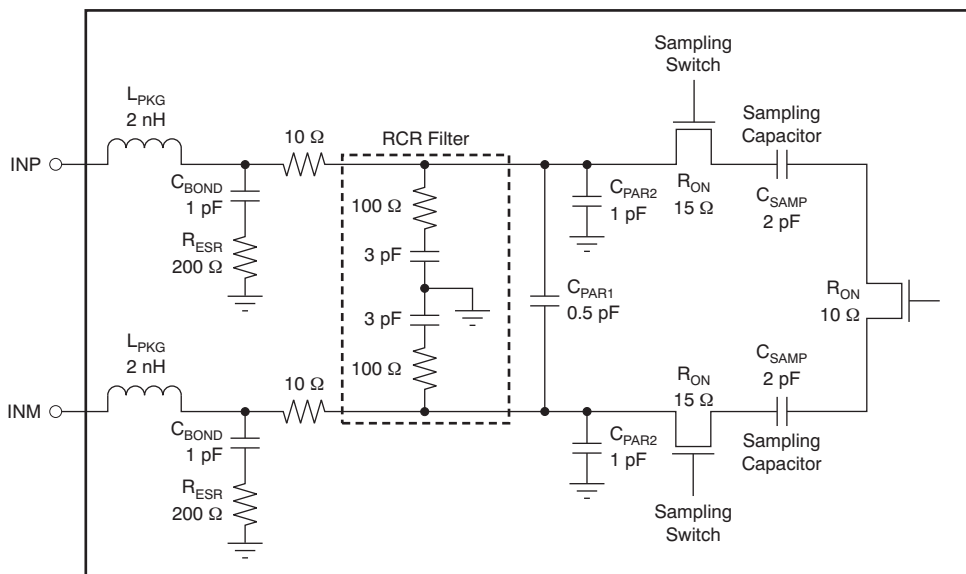 Sampling
Switch
L_PKG
2 nH
10 Ω
RCR Filter
Sampling
Capacitor
INP
C_BOND
1 pF
R_ESR
200 Ω
100 Ω
3 pF
C_PAR2
1 pF
R_ON
15 Ω
C_SAMP
2 pF
C_PAR1
0.5 pF
R_ON
10 Ω
3 pF
100 Ω
L_PKG
2 nH
10 Ω
R_ON
15 Ω
C_SAMP
2 pF
INM
C_BOND
1 pF
R_ESR
200 Ω
C_PAR2
1 pF
Sampling
Capacitor
Sampling
Switch